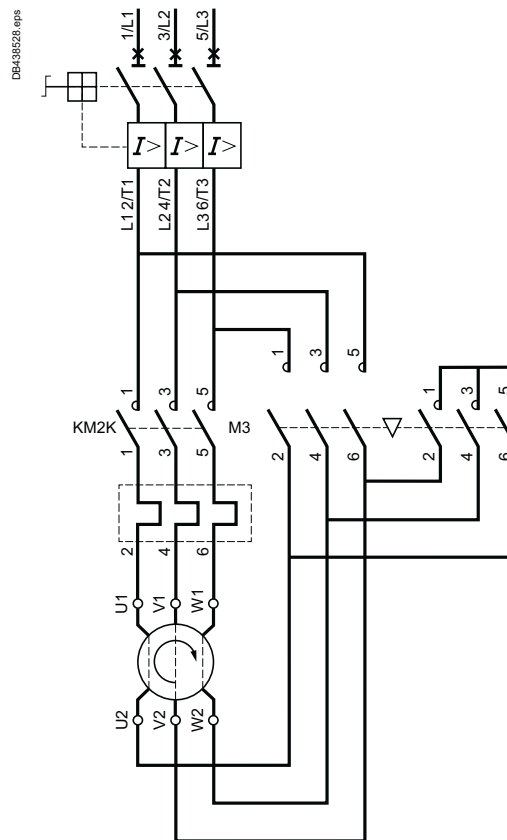 DB438528.eps
1/L1 3/L2 5/L3
I> I> I>
L1 2/T1 L2 4/T2 L3 6/T3
1 3 5
1 3 5
1 3 5
KM2K
M3
1 3 5
2 4 6
2 4 6
2 4 6
U1 V1 W1
U2 V2 W2